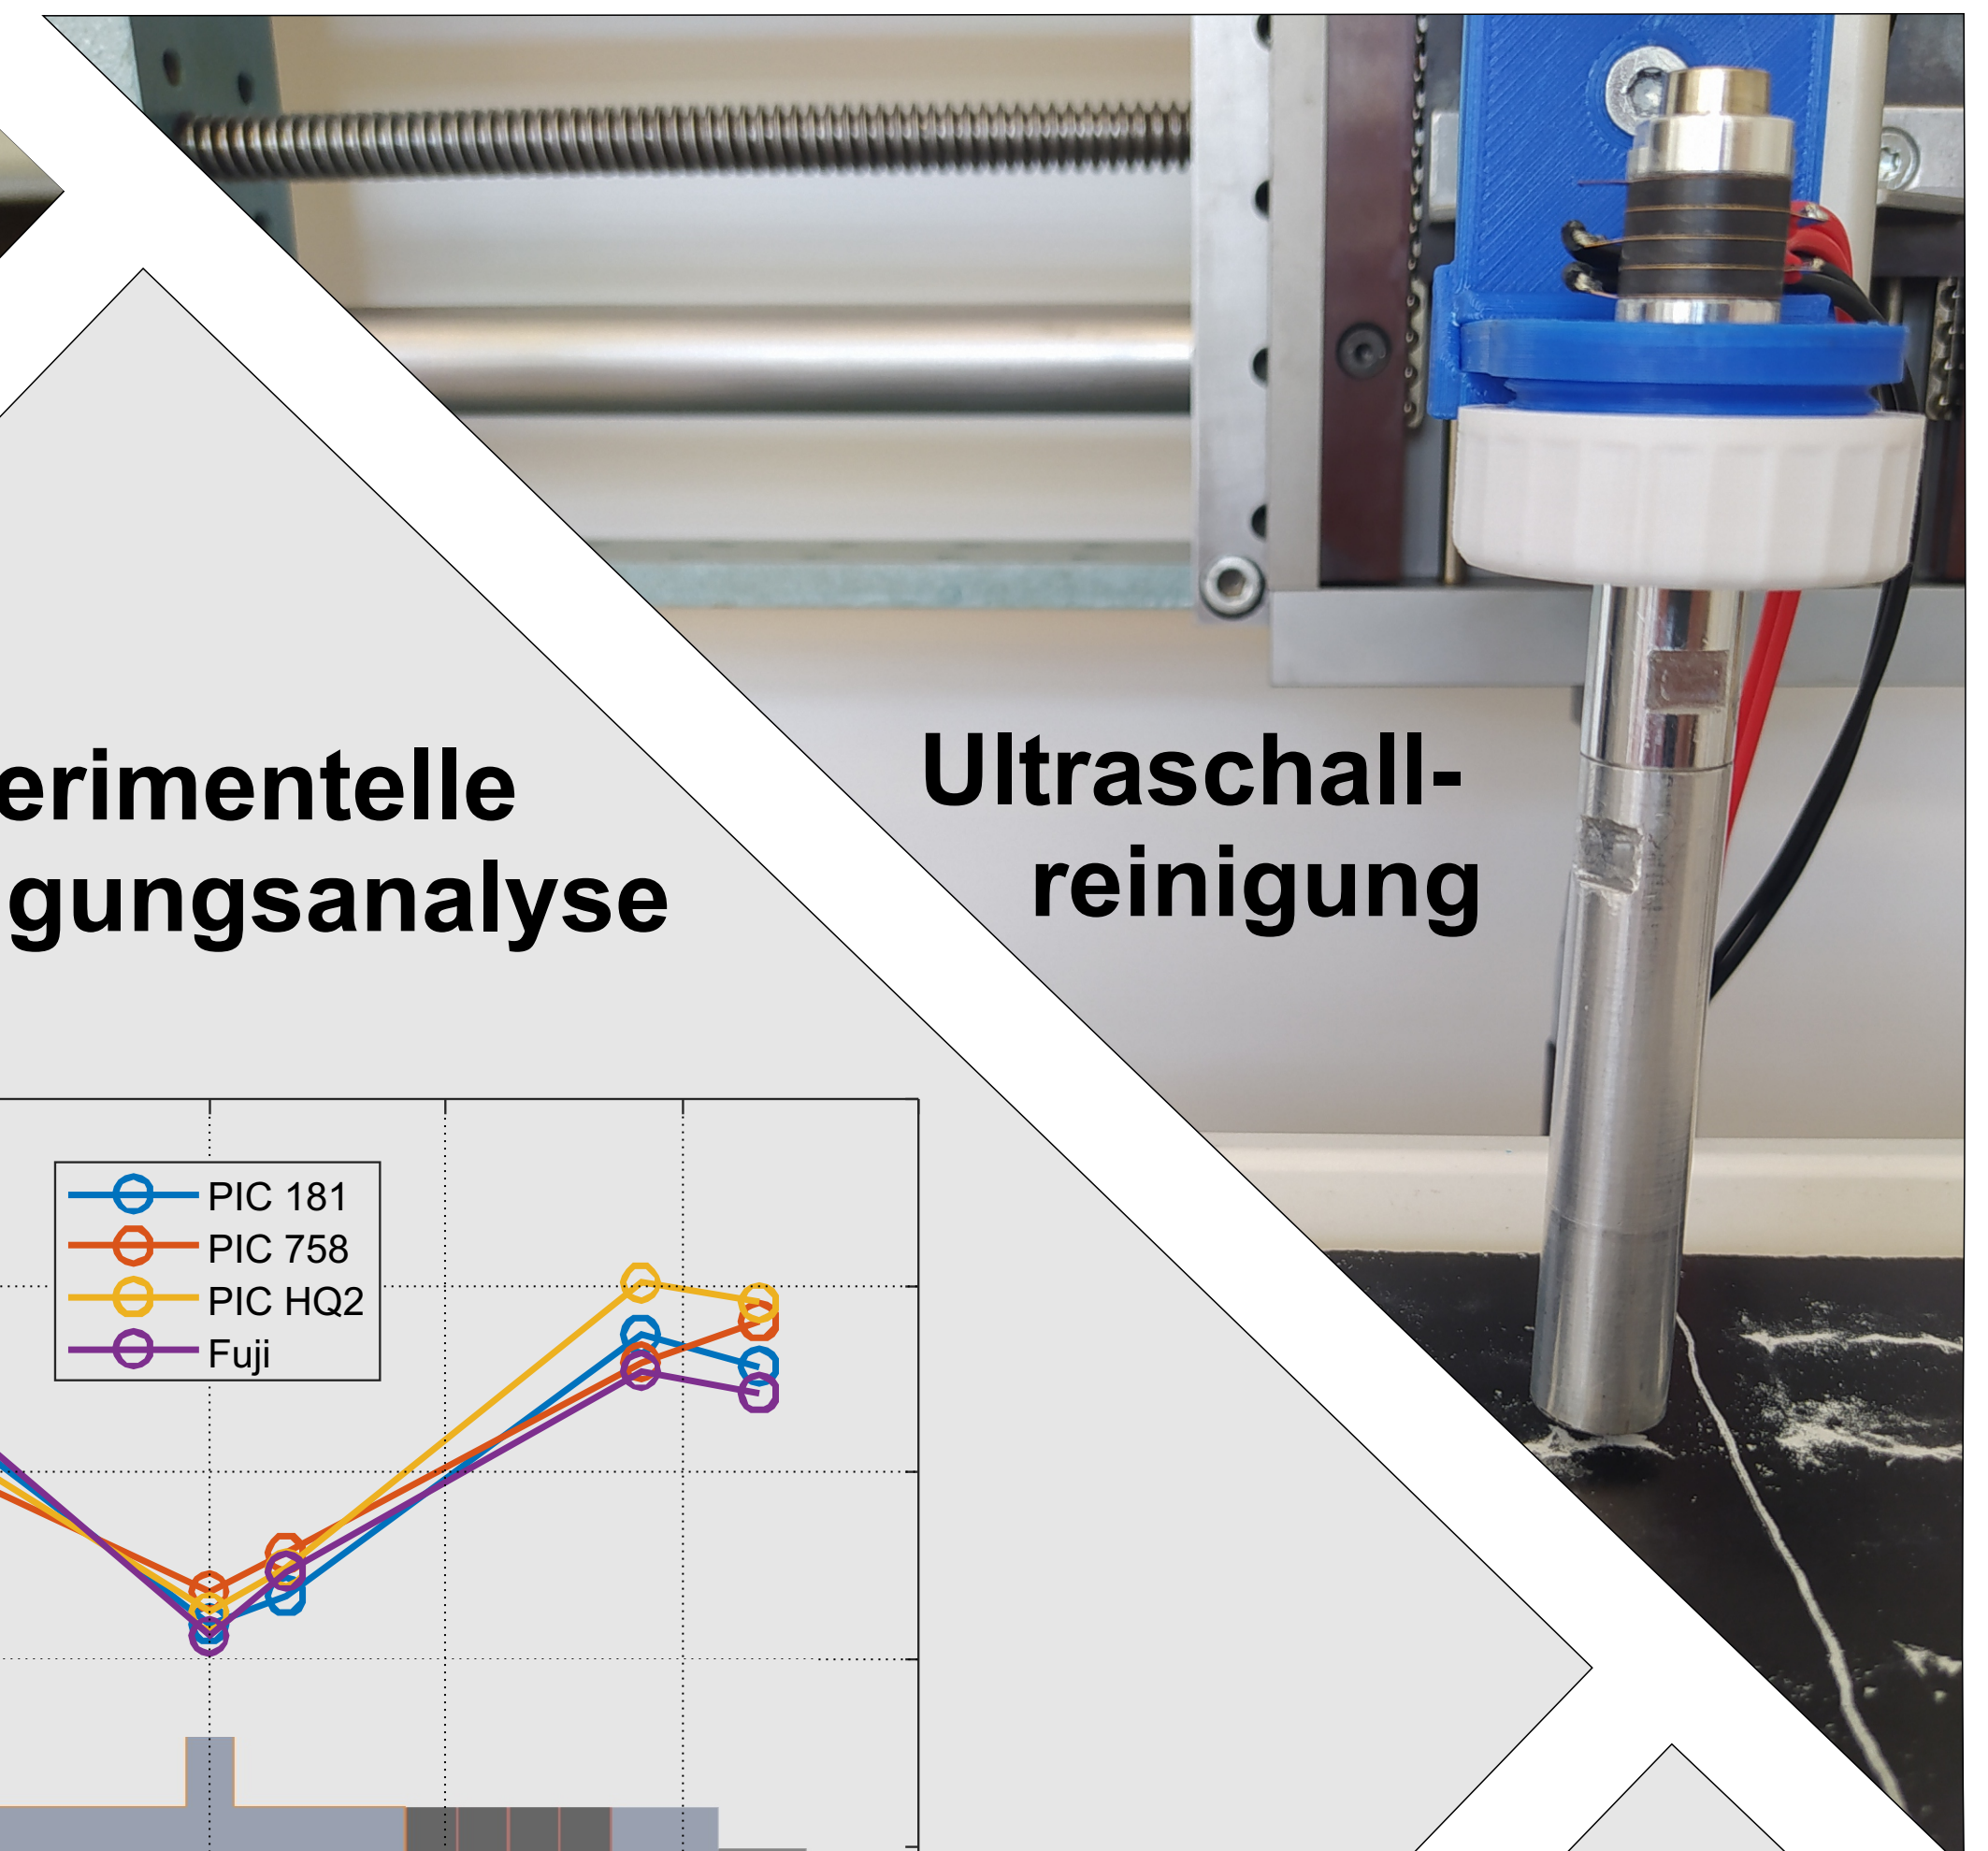 Ultraschall-
reinigung
erimentelle
gungsanalyse
PIC 181
PIC 758
PIC HQ2
Fuji